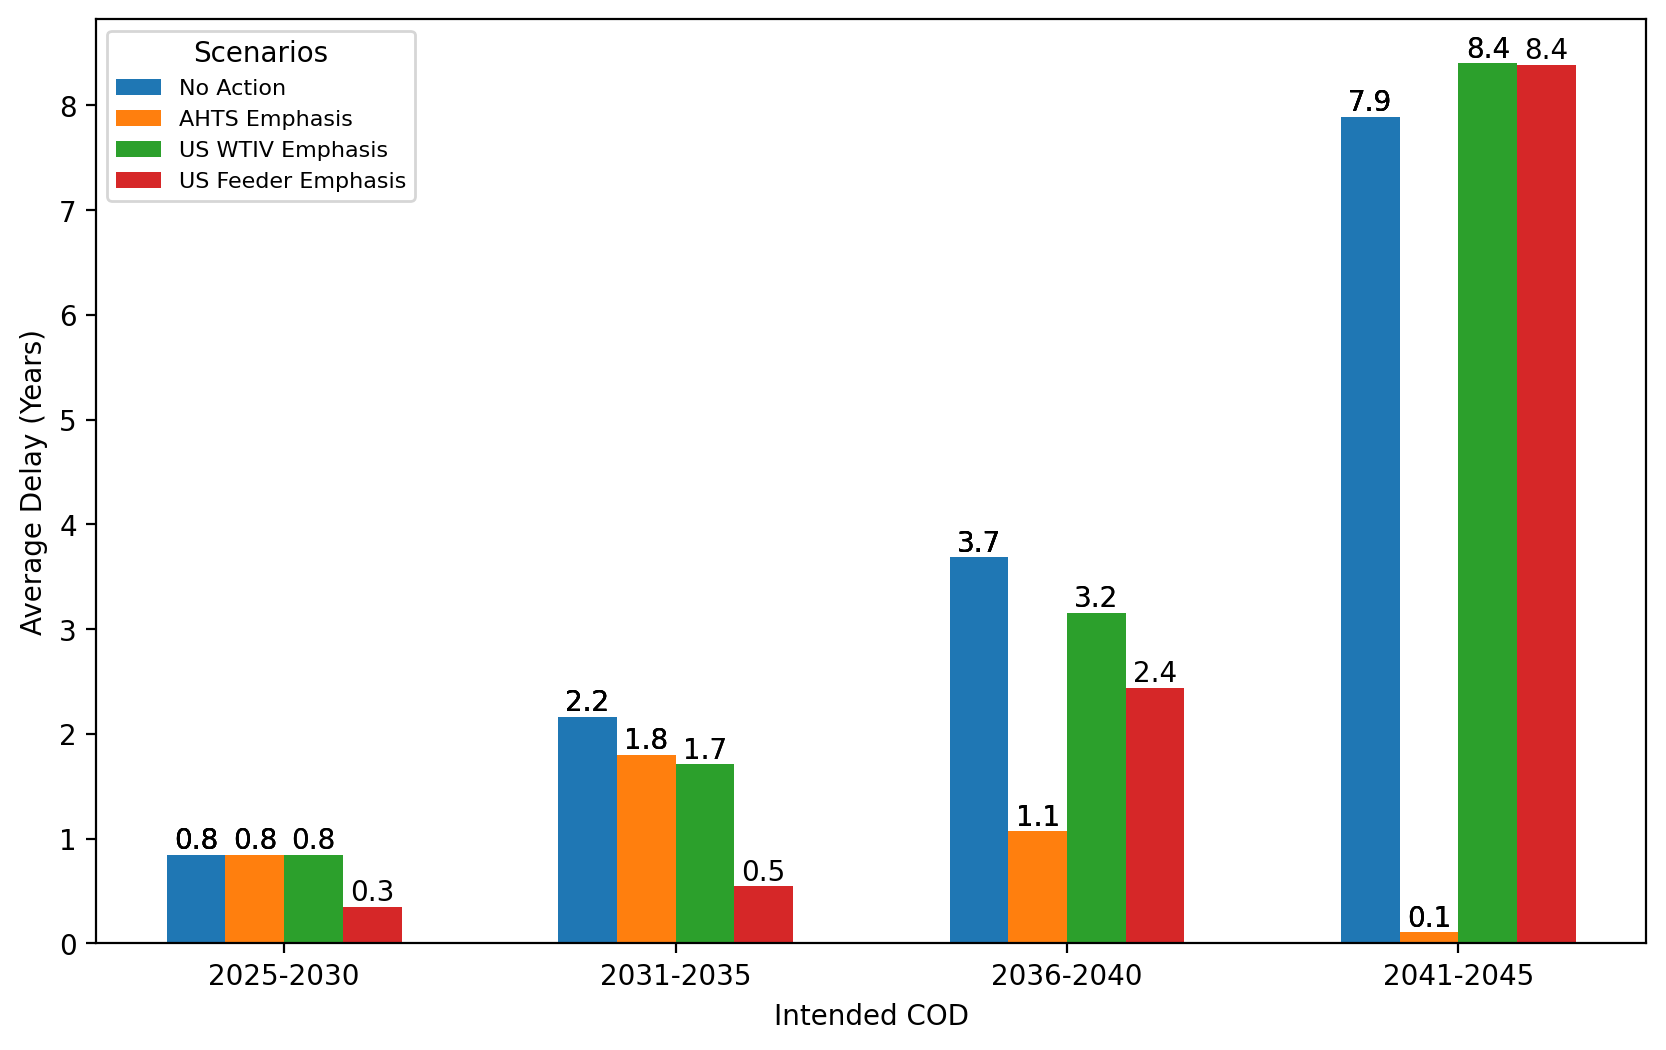 Scenarios
No Action
AHTS Emphasis
US WTIV Emphasis
US Feeder Emphasis
Average Delay (Years)
8
7
6
5
4
3
2
1
0
0.8 0.8 0.8 0.3
2.2 1.8 1.7 0.5
3.7 1.1 3.2 2.4
7.9 0.1 8.4 8.4
2025-2030 2031-2035 2036-2040 2041-2045
Intended COD